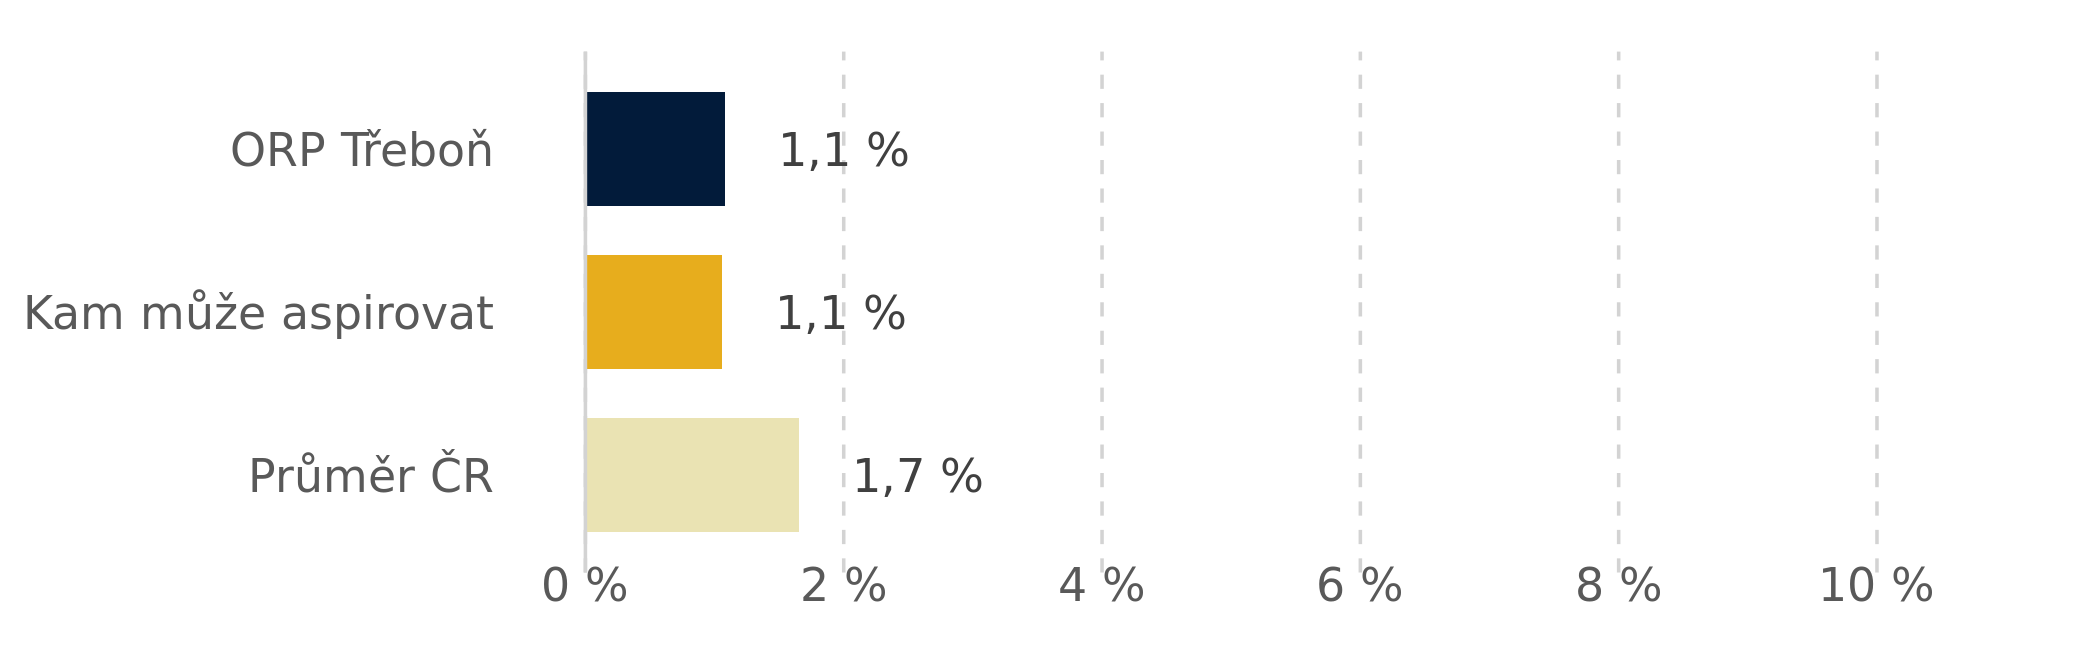 ORP Třeboň
1,1 %
Kam může aspirovat
1,1 %
Průměr ČR
1,7 %
0 % 2 % 4 % 6 % 8 % 10 %